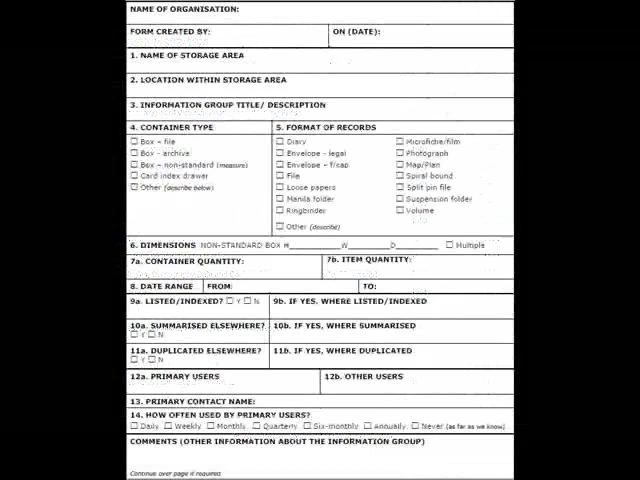 NAME OF ORGANISATION:
FORM CREATED BY: ON (DATE):
1. NAME OF STORAGE AREA
2. LOCATION WITHIN STORAGE AREA
3. INFORMATION GROUP TITLE/ DESCRIPTION
4. CONTAINER TYPE 5. FORMAT OF RECORDS
☐ Box – file ☐ Diary ☐ Microfiche/film
☐ Box - archive ☐ Envelope - legal ☐ Photograph
☐ Box – non-standard (measure) ☐ Envelope – f/cap ☐ Map/Plan
☐ Card index drawer ☐ File ☐ Spiral bound
☐ Other (describe below) ☐ Loose papers ☐ Split pin file
☐ Manila folder ☐ Suspension folder
☐ Ringbinder ☐ Volume
☐ Other (describe)
6. DIMENSIONS NON-STANDARD BOX H__________W__________D__________ ☐ Multiple
7a. CONTAINER QUANTITY: 7b. ITEM QUANTITY:
8. DATE RANGE FROM: TO:
9a. LISTED/INDEXED? ☐ Y ☐ N 9b. IF YES, WHERE LISTED/INDEXED
10a. SUMMARISED ELSEWHERE? 10b. IF YES, WHERE SUMMARISED
☐ Y ☐ N
11a. DUPLICATED ELSEWHERE? 11b. IF YES, WHERE DUPLICATED
☐ Y ☐ N
12a. PRIMARY USERS 12b. OTHER USERS
13. PRIMARY CONTACT NAME:
14. HOW OFTEN USED BY PRIMARY USERS?
☐ Daily ☐ Weekly ☐ Monthly ☐ Quarterly ☐ Six-monthly ☐ Annually ☐ Never (as far as we know)
COMMENTS (OTHER INFORMATION ABOUT THE INFORMATION GROUP)
Continue over page if required